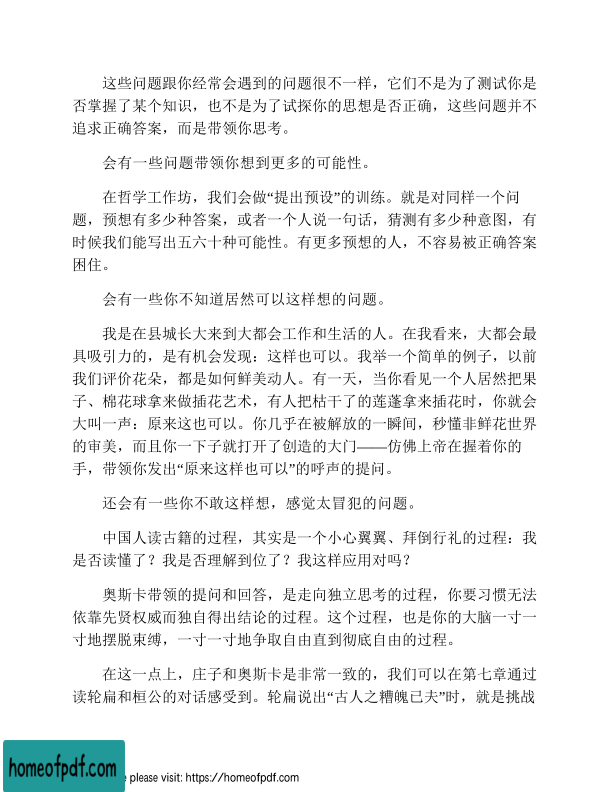 这些问题跟你经常会遇到的问题很不一样，它们不是为了测试你是
否掌握了某个知识，也不是为了试探你的思想是否正确，这些问题并不
追求正确答案，而是带领你思考。
会有一些问题带领你想到更多的可能性。
在哲学工作坊，我们会做“提出预设”的训练。就是对同样一个问
题，预想有多少种答案，或者一个人说一句话，猜测有多少种意图，有
时候我们能写出五六十种可能性。有更多预想的人，不容易被正确答案
困住。
会有一些你不知道居然可以这样想的问题。
我是在县城长大来到大都会工作和生活的人。在我看来，大都会最
具吸引力的，是有机会发现：这样也可以。我举一个简单的例子，以前
我们评价花朵，都是如何鲜美动人。有一天，当你看见一个人居然把果
子、棉花球拿来做插花艺术，有人把枯干了的莲蓬拿来插花时，你就会
大叫一声：原来这也可以。你几乎在被解放的一瞬间，秒懂非鲜花世界
的审美，而且你一下子就打开了创造的大门——仿佛上帝在握着你的
手，带领你发出“原来这样也可以”的呼声的提问。
还会有一些你不敢这样想，感觉太冒犯的问题。
中国人读古籍的过程，其实是一个小心翼翼、拜倒行礼的过程：我
是否读懂了？我是否理解到位了？我这样应用对吗？
奥斯卡带领的提问和回答，是走向独立思考的过程，你要习惯无法
依靠先贤权威而独自得出结论的过程。这个过程，也是你的大脑一寸一
寸地摆脱束缚，一寸一寸地争取自由直到彻底自由的过程。
在这一点上，庄子和奥斯卡是非常一致的，我们可以在第七章通过
读轮扁和桓公的对话感受到。轮扁说出“古人之糟魄已夫”时，就是挑战
homeofpdf.com
e please visit: https://homeofpdf.com